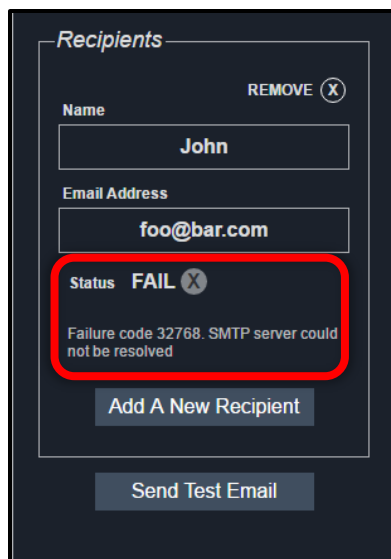 Recipients
REMOVE X
Name
John
Email Address
foo@bar.com
Status FAIL X
Failure code 32768. SMTP server could
not be resolved
Add A New Recipient
Send Test Email